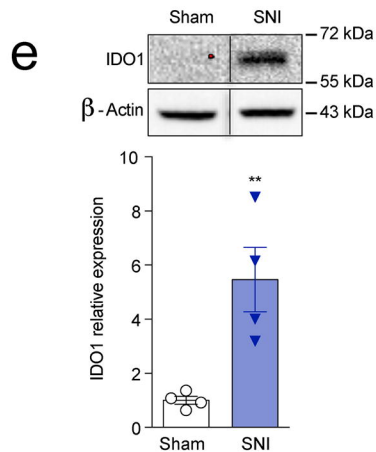 e
Sham SNI
IDO1
72 kDa
55 kDa
β-Actin
43 kDa
IDO1 relative expression
10
8
6
4
2
0
**
Sham SNI